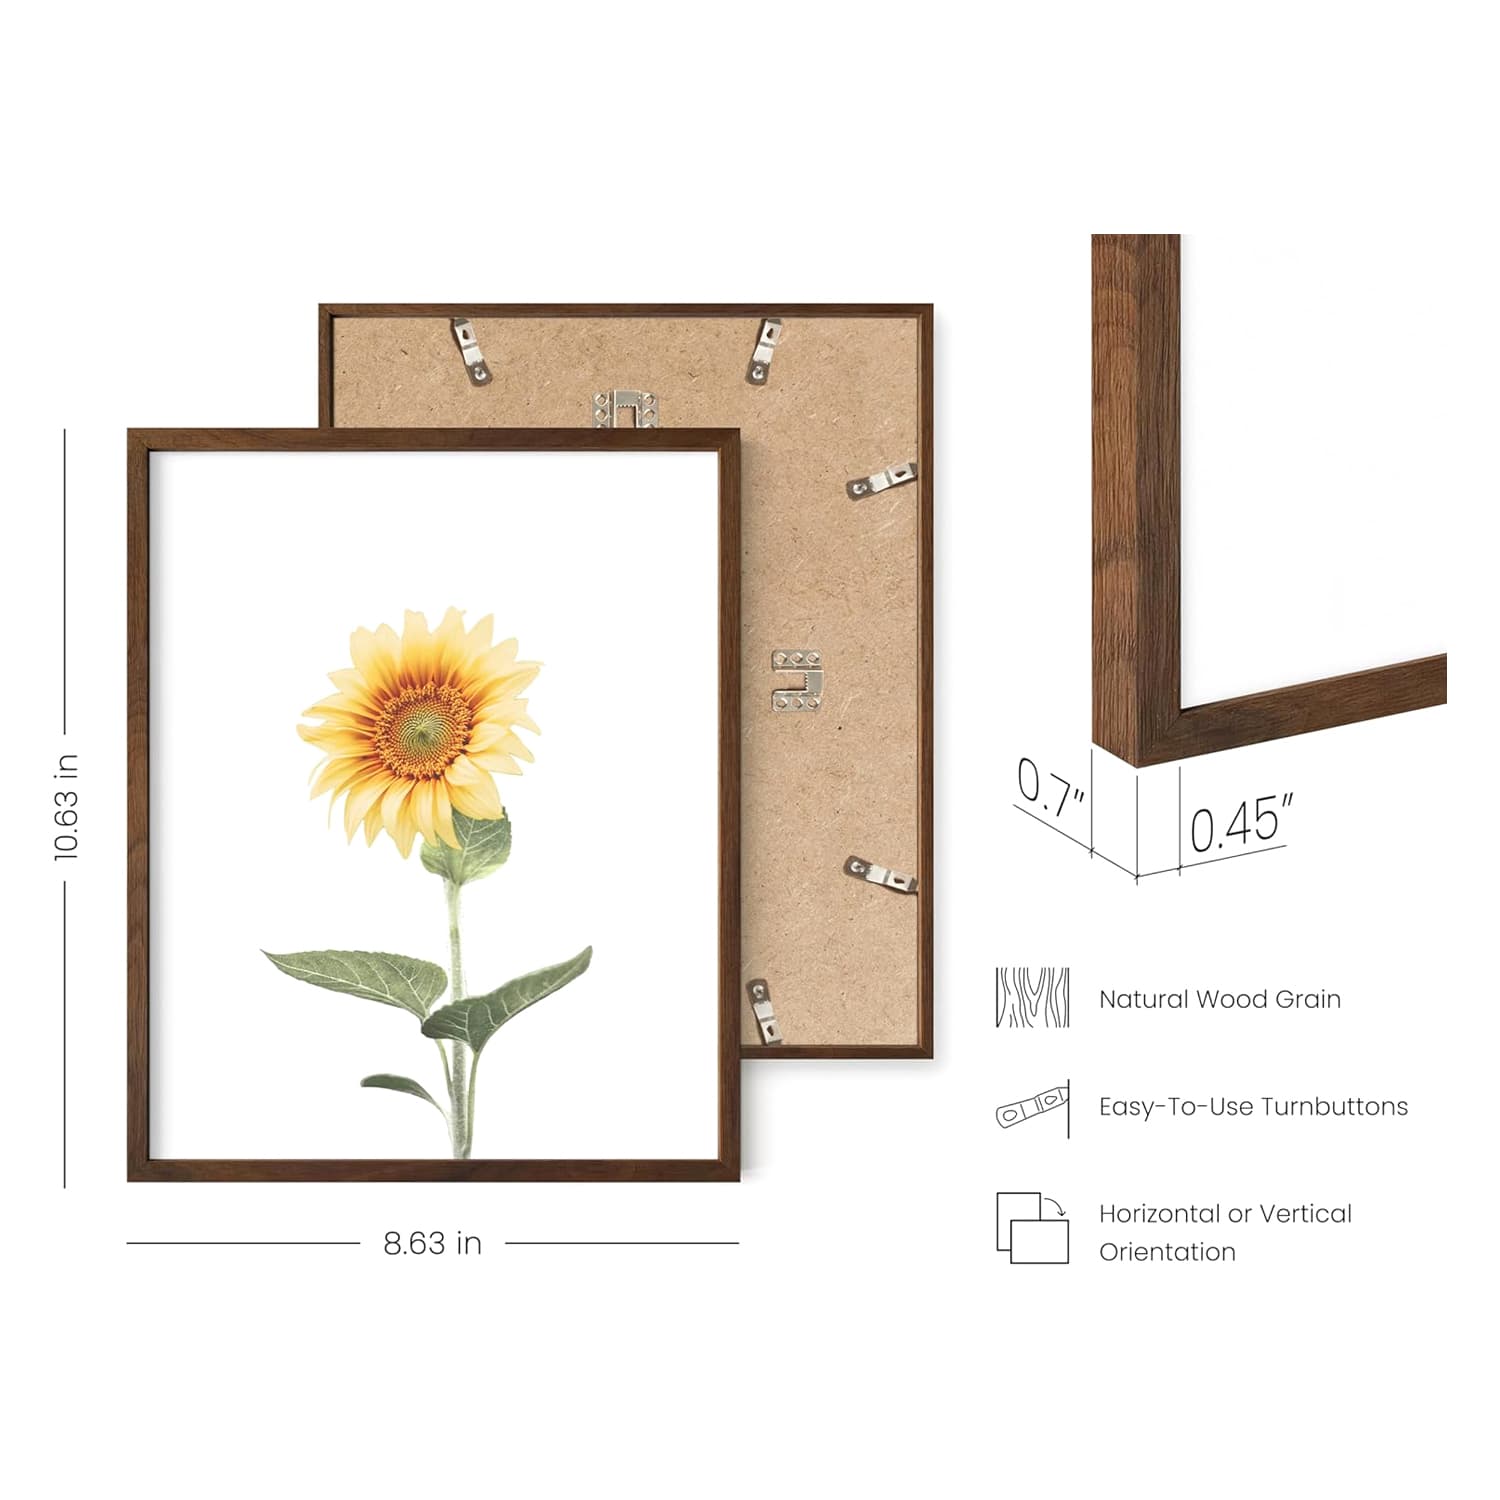 10.63 in
8.63 in
0.7"
0.45"
Natural Wood Grain
Easy-To-Use Turnbuttons
Horizontal or Vertical
Orientation